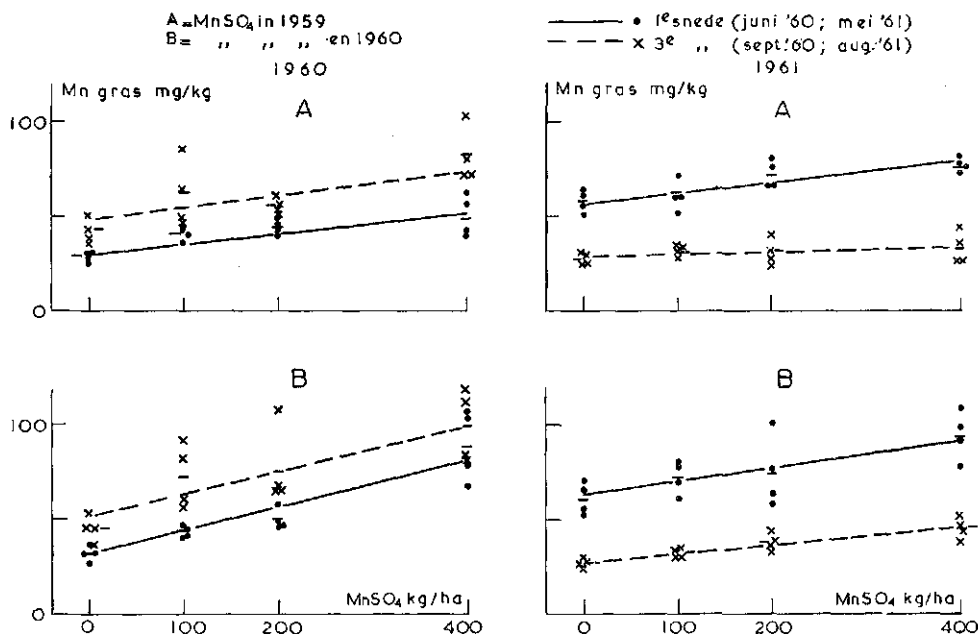 A=MnSO4 in 1959
B= „ „ „ en 1960
1e snede (juni '60; mei '61)
3e „ (sept.'60; aug.'61)
1960
1961
Mn gras mg/kg
Mn gras mg/kg
A
A
100
0
0
B
B
100
0
MnSO4 kg/ha
MnSO4 kg/ha
0 100 200 400
0 100 200 400